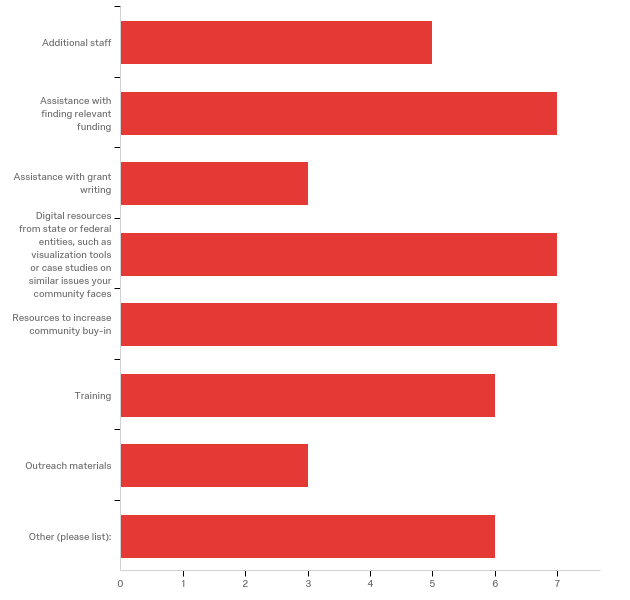 Additional staff
Assistance with
finding relevant
funding
Assistance with grant
writing
Digital resources
from state or federal
entities, such as
visualization tools
or case studies on
similar issues your
community faces
Resources to increase
community buy-in
Training
Outreach materials
Other (please list):
0 1 2 3 4 5 6 7